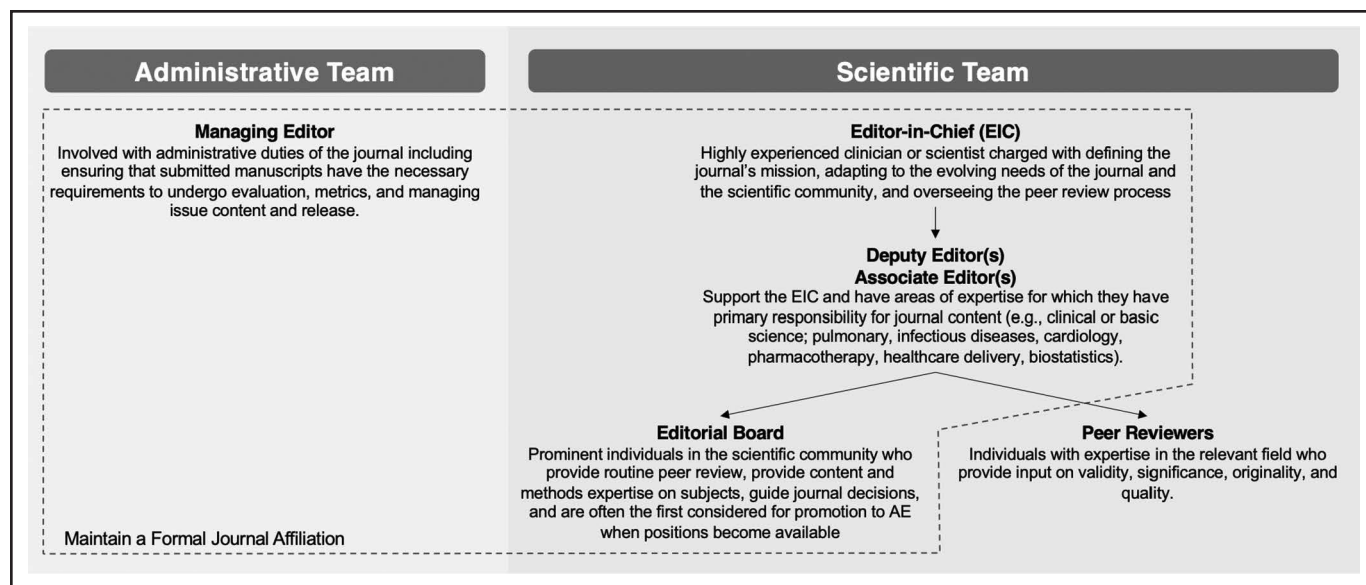 Administrative Team
Scientific Team
Managing Editor
Involved with administrative duties of the journal including
ensuring that submitted manuscripts have the necessary
requirements to undergo evaluation, metrics, and managing
issue content and release.
Editor-in-Chief (EIC)
Highly experienced clinician or scientist charged with defining the
journal's mission, adapting to the evolving needs of the journal and
the scientific community, and overseeing the peer review process
Deputy Editor(s)
Associate Editor(s)
Support the EIC and have areas of expertise for which they have
primary responsibility for journal content (e.g., clinical or basic
science; pulmonary, infectious diseases, cardiology,
pharmacotherapy, healthcare delivery, biostatistics).
Editorial Board
Prominent individuals in the scientific community who
provide routine peer review, provide content and
methods expertise on subjects, guide journal decisions,
and are often the first considered for promotion to AE
when positions become available
Peer Reviewers
Individuals with expertise in the relevant field who
provide input on validity, significance, originality, and
quality.
Maintain a Formal Journal Affiliation